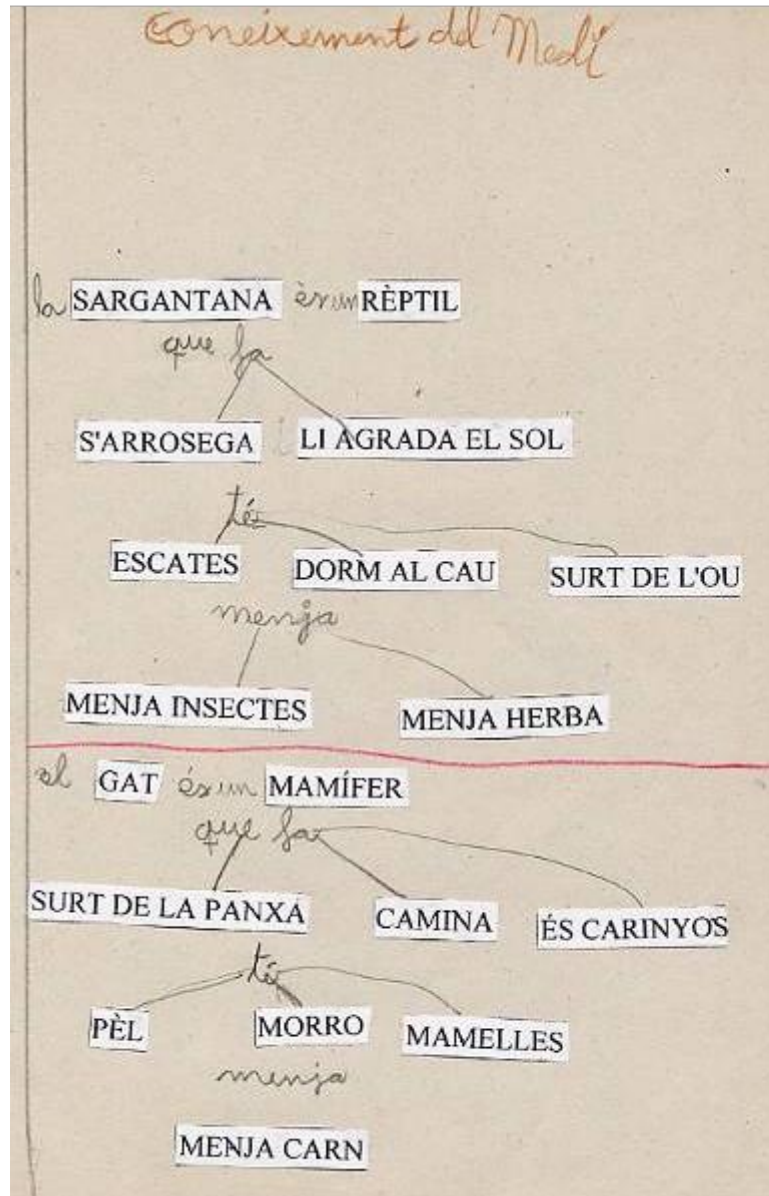 Coneixement del Medi
la SARGANTANA és un RÈPTIL
que fa
S'ARROSEGA LI AGRADA EL SOL
té
ESCATES DORM AL CAU SURT DE L'OU
menja
MENJA INSECTES MENJA HERBA
el GAT és un MAMÍFER
que fa
SURT DE LA PANXA CAMINA ÉS CARINYOS
té
PÈL MORRO MAMELLES
menja
MENJA CARN